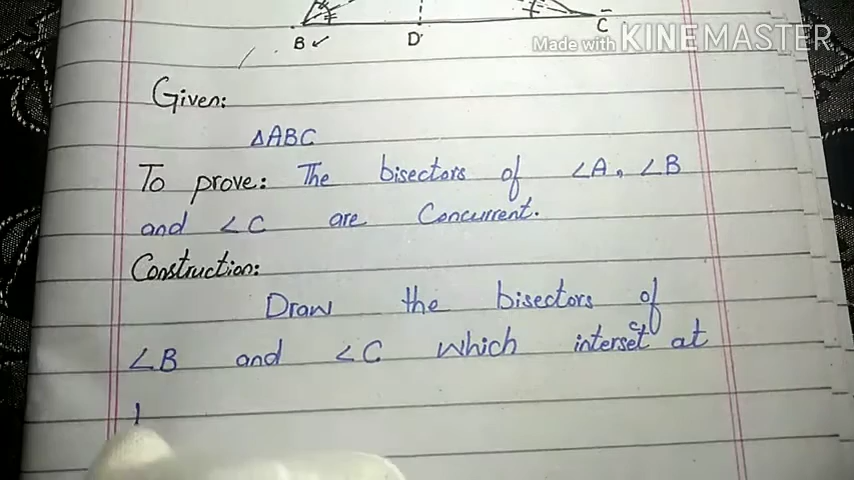 B ✓ D C
Made with KINEMASTER
Given:
△ABC
To prove: The bisectors of ∠A, ∠B
and ∠C are Concurrent.
Construction:
Draw the bisectors of
∠B and ∠C which intersect at